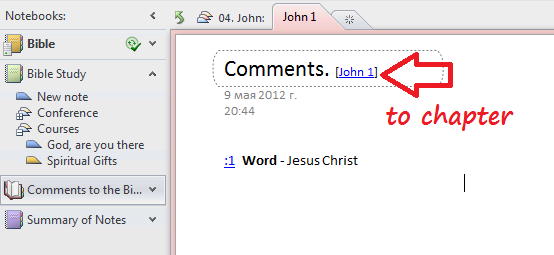 Notebooks:
Bible
Bible Study
New note
Conference
Courses
God, are you there
Spiritual Gifts
Comments to the Bi...
Summary of Notes
04. John:
John 1
Comments. [John 1]
9 мая 2012 г.
20:44
to chapter
:1 Word - Jesus Christ